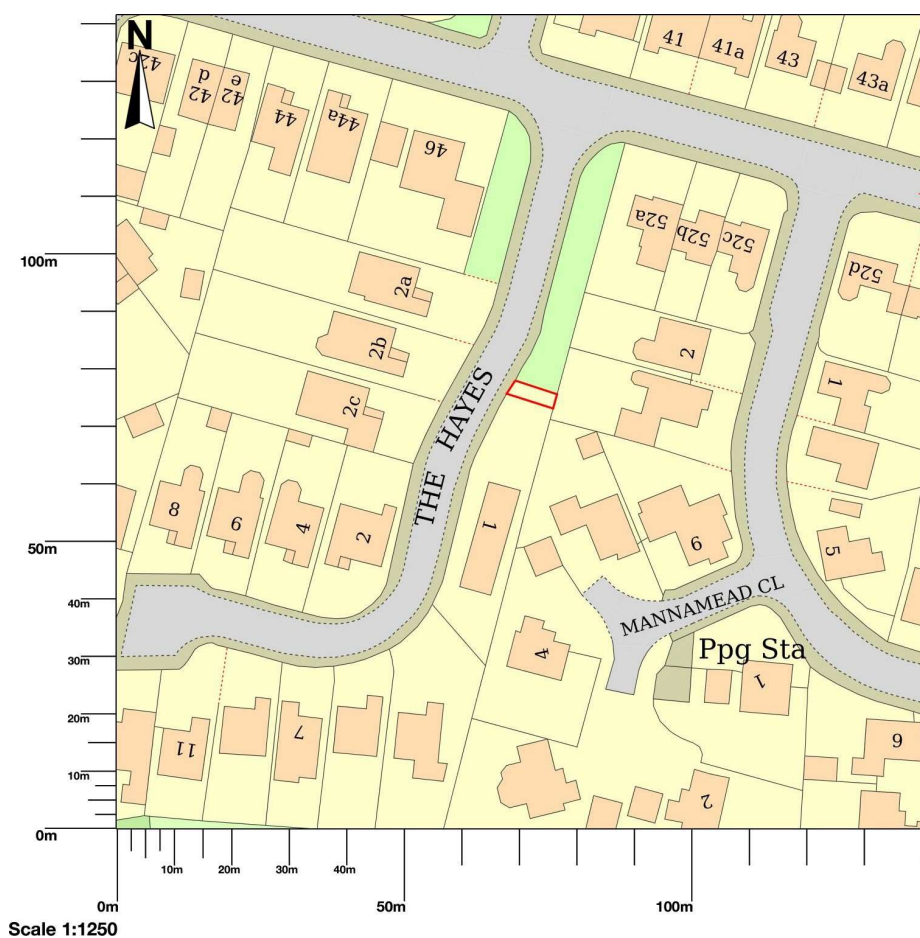 N
42c
42
d
42
e
44
44a
46
41
41a
43
43a
52a
52b
52c
52d
100m
2a
2b
2c
2
1
THE HAYES
8
6
4
2
1
6
5
50m
40m
MANNAMEAD CL
4
Ppg Sta
1
30m
20m
11
7
6
10m
2
0m
10m
20m
30m
40m
0m
50m
100m
Scale 1:1250